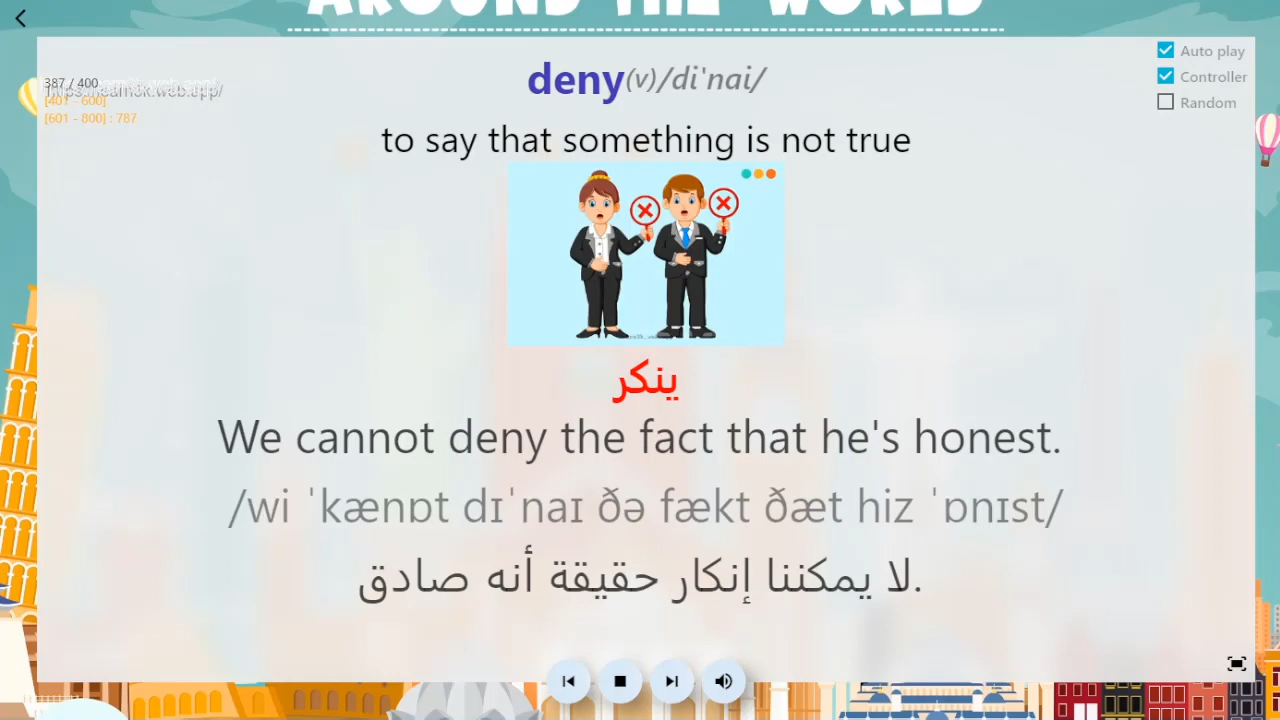 AROUND THE WORLD
387 / 400
[401 - 600]
[601 - 800] : 787
Auto play
Controller
Random
deny(v)/di'nai/
to say that something is not true
ينكر
We cannot deny the fact that he's honest.
/wi ˈkænɒt dɪˈnaɪ ðə fækt ðæt hiz ˈɒnɪst/
لا يمكننا إنكار حقيقة أنه صادق.